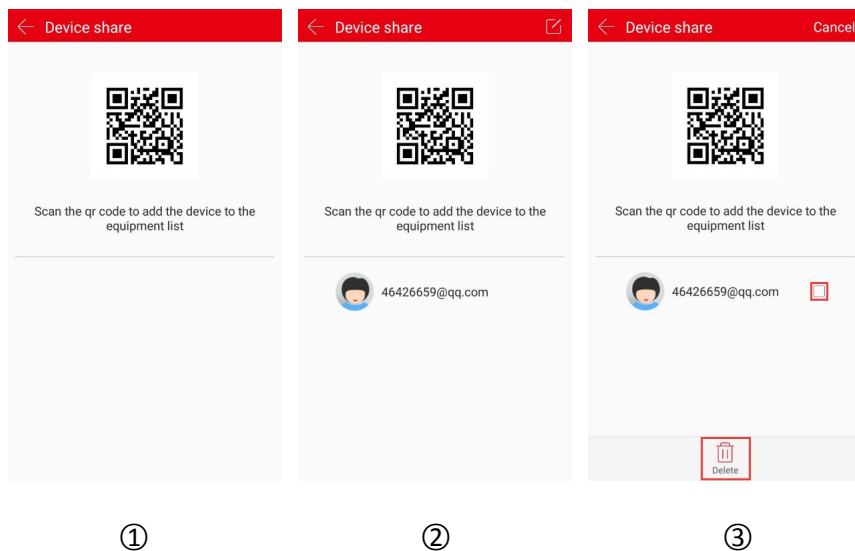 Device share
Scan the qr code to add the device to the
equipment list
Device share
Scan the qr code to add the device to the
equipment list
46426659@qq.com
Device share
Cancel
Scan the qr code to add the device to the
equipment list
46426659@qq.com
Delete
①
②
③